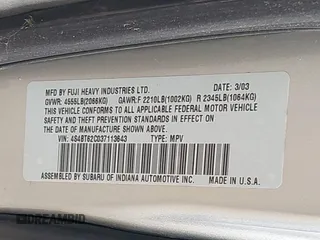 MFD. BY FUJI HEAVY INDUSTRIES LTD. DATE: 3/03
GVWR: 4555LB(2066KG) GAWR:F 2210LB(1002KG) R 2345LB(1064KG)
THIS VEHICLE CONFORMS TO ALL APPLICABLE FEDERAL MOTOR VEHICLE
SAFETY AND THEFT PREVENTION STANDARDS IN EFFECT ON THE DATE OF
MANUFACTURE SHOWN ABOVE.
VIN: 4S4BT62C037113643 TYPE: MPV
ASSEMBLED BY SUBARU OF INDIANA AUTOMOTIVE INC. MADE IN U.S.A.
DREAMBID